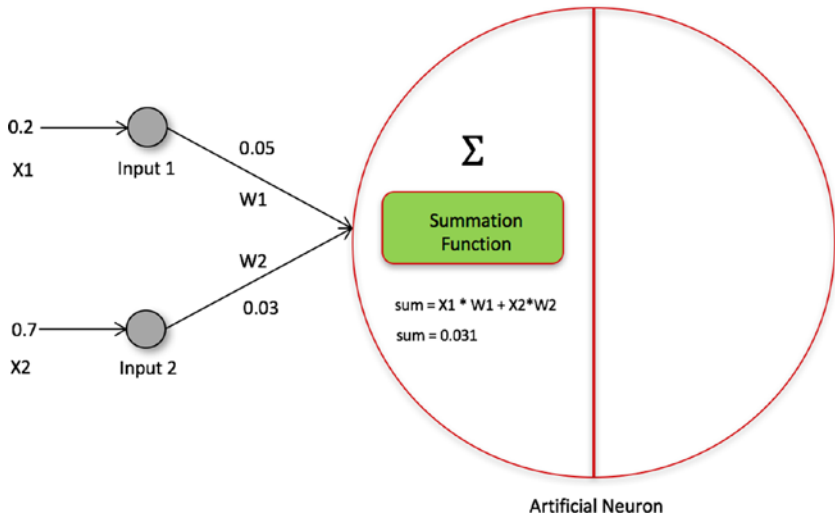 0.2
X1
Input 1
0.05
W1
W2
0.03
0.7
X2
Input 2
Σ
Summation
Function
sum = X1 * W1 + X2*W2
sum = 0.031
Artificial Neuron